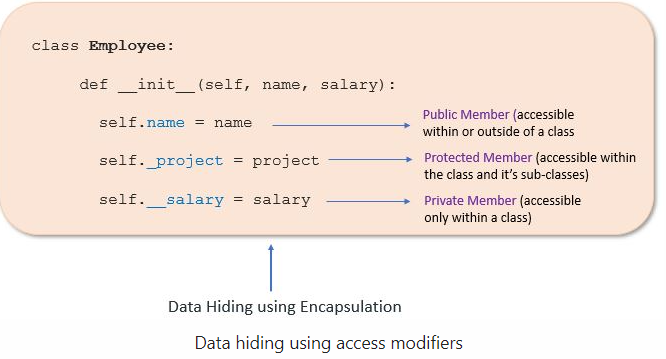 class Employee:
def __init__(self, name, salary):
self.name = name
Public Member (accessible
within or outside of a class
self._project = project
Protected Member (accessible within
the class and it's sub-classes)
self.__salary = salary
Private Member (accessible
only within a class)
Data Hiding using Encapsulation
Data hiding using access modifiers